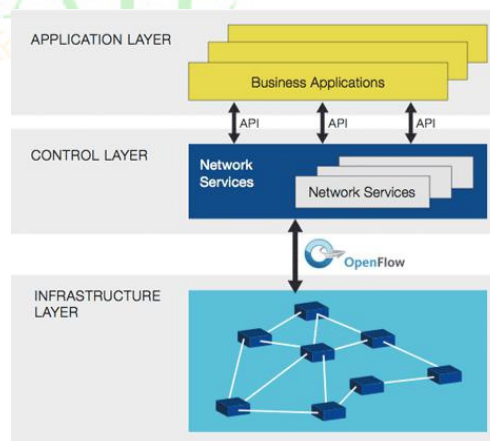 APPLICATION LAYER
Business Applications
API
API
API
CONTROL LAYER
Network
Services
Network Services
OpenFlow
INFRASTRUCTURE
LAYER